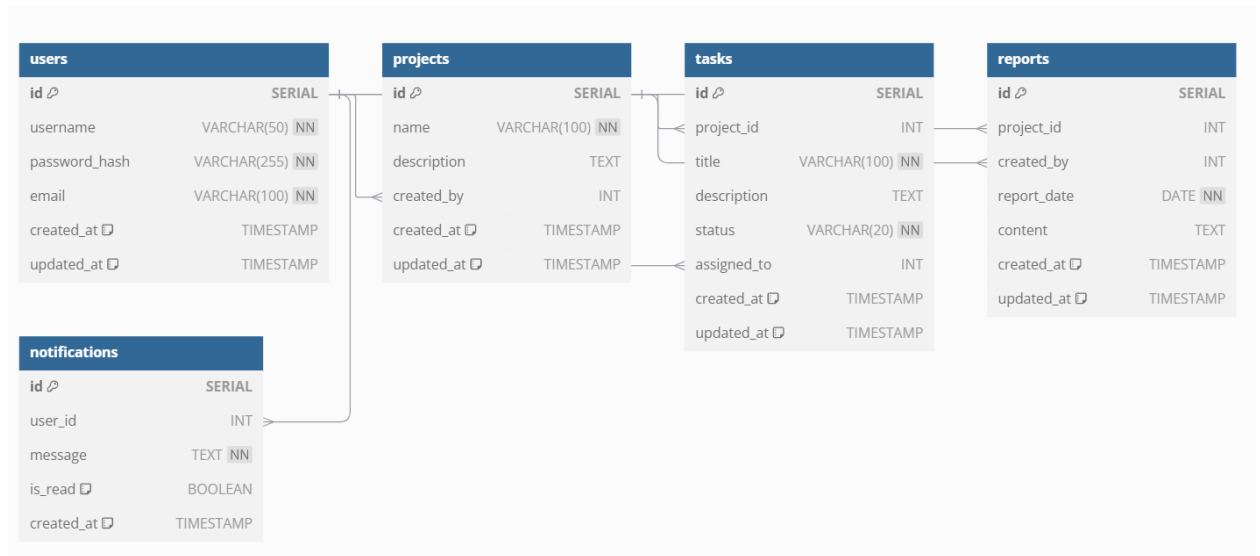 users
id SERIAL
username VARCHAR(50) NN
password_hash VARCHAR(255) NN
email VARCHAR(100) NN
created_at TIMESTAMP
updated_at TIMESTAMP
projects
id SERIAL
name VARCHAR(100) NN
description TEXT
created_by INT
created_at TIMESTAMP
updated_at TIMESTAMP
tasks
id SERIAL
project_id INT
title VARCHAR(100) NN
description TEXT
status VARCHAR(20) NN
assigned_to INT
created_at TIMESTAMP
updated_at TIMESTAMP
reports
id SERIAL
project_id INT
created_by INT
report_date DATE NN
content TEXT
created_at TIMESTAMP
updated_at TIMESTAMP
notifications
id SERIAL
user_id INT
message TEXT NN
is_read BOOLEAN
created_at TIMESTAMP